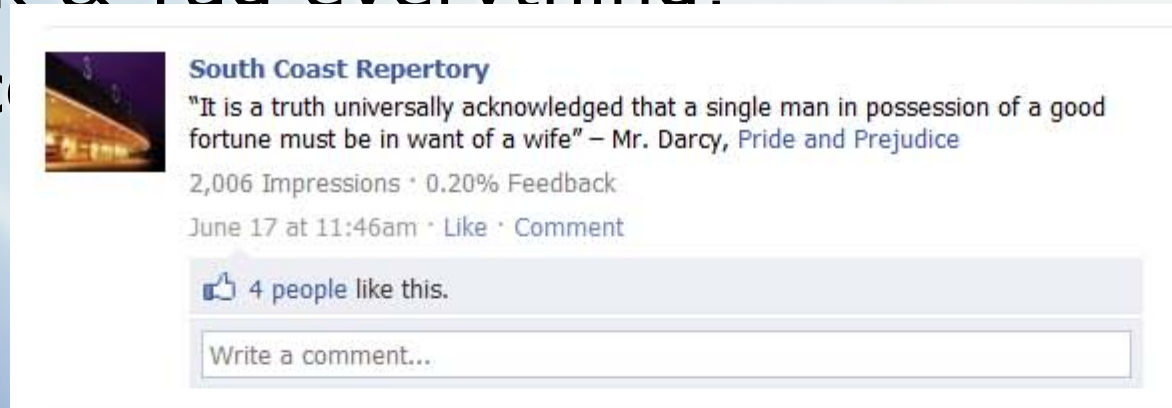 & Tag everything!
South Coast Repertory
“It is a truth universally acknowledged that a single man in possession of a good
fortune must be in want of a wife” – Mr. Darcy, Pride and Prejudice
2,006 Impressions · 0.20% Feedback
June 17 at 11:46am · Like · Comment
4 people like this.
Write a comment...